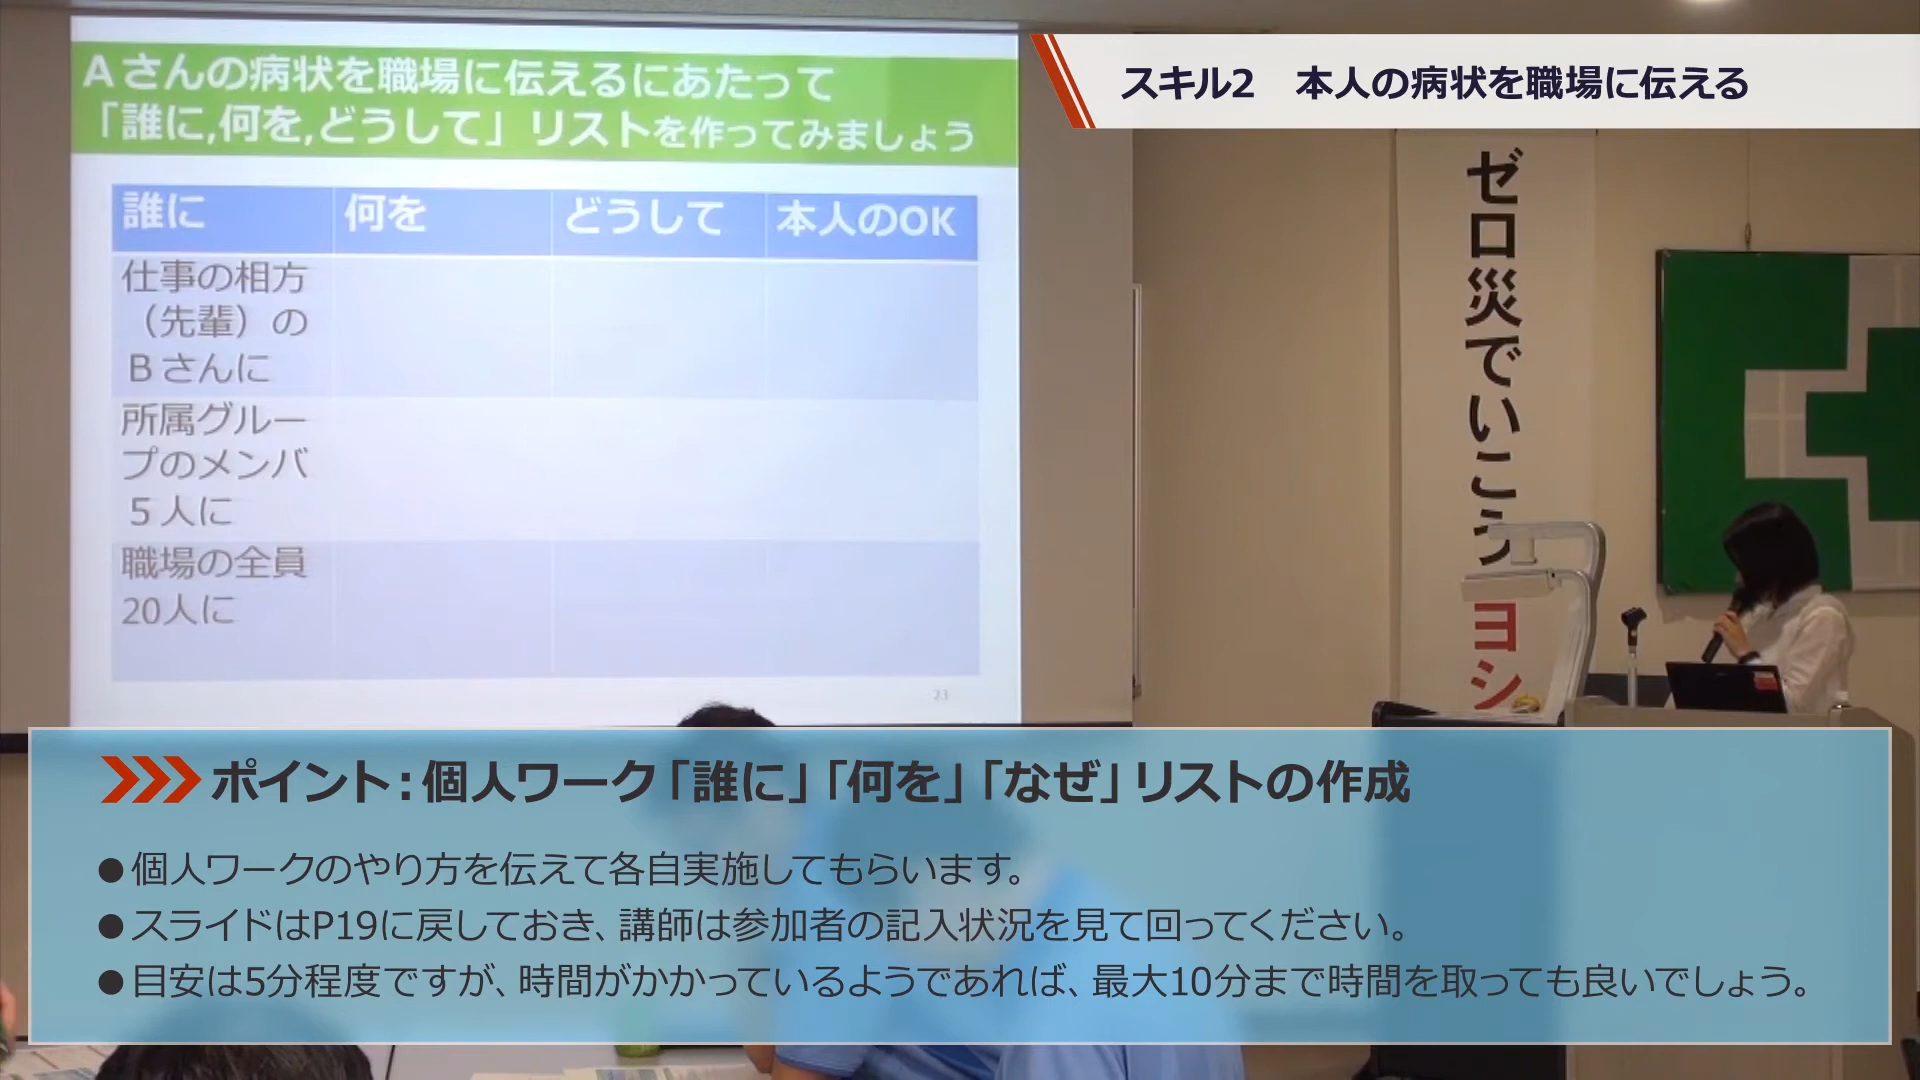 Aさんの病状を職場に伝えるにあたって
「誰に,何を,どうして」リストを作ってみましょう
誰に 何を どうして 本人のOK
仕事の相方
（先輩）の
Bさんに
所属グルー
プのメンバ
5人に
職場の全員
20人に
23
スキル2 本人の病状を職場に伝える
ゼロ災でいこう ヨシ
ポイント：個人ワーク「誰に」「何を」「なぜ」リストの作成
●個人ワークのやり方を伝えて各自実施してもらいます。
●スライドはP19に戻しておき、講師は参加者の記入状況を見て回ってください。
●目安は5分程度ですが、時間がかかっているようであれば、最大10分まで時間を取っても良いでしょう。